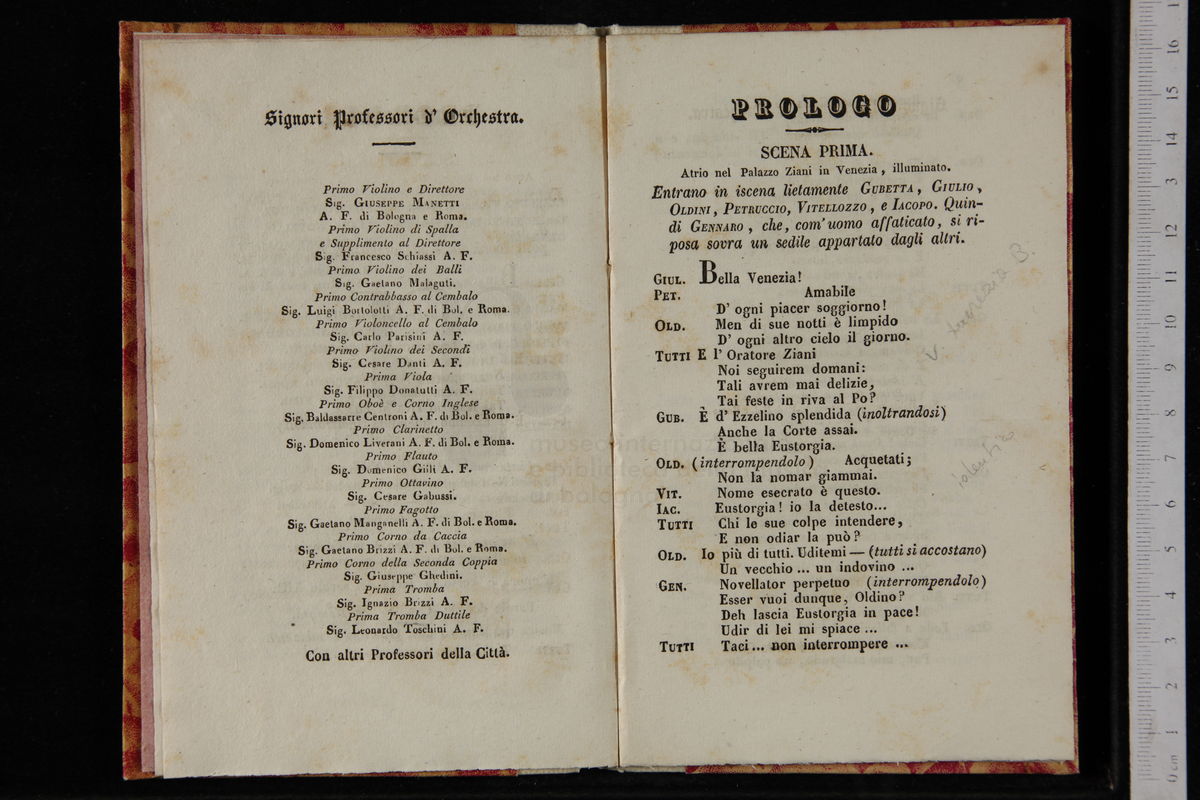 Signori Professori d' Orchestra.
Primo Violino e Direttore
Sig. GIUSEPPE MANETTI
A. F. di Bologna e Roma.
Primo Violino di Spalla
e Supplimento al Direttore
Sig. Francesco Schiassi A. F.
Primo Violino dei Balli
Sig. Gaetano Malaguti.
Primo Contrabbasso al Cembalo
Sig. Luigi Bortolotti A. F. di Bol. e Roma.
Primo Violoncello al Cembalo
Sig. Carlo Parisini A. F.
Primo Violino dei Secondi
Sig. Cesare Danti A. F.
Prima Viola
Sig. Filippo Donatutti A. F.
Primo Oboè e Corno Inglese
Sig. Baldassarre Centroni A. F. di Bol. e Roma.
Primo Clarinetto
Sig. Domenico Liverani A. F. di Bol. e Roma.
Primo Flauto
Sig. Domenico Gilli A. F.
Primo Ottavino
Sig. Cesare Gabussi.
Primo Fagotto
Sig. Gaetano Manganelli A. F. di Bol. e Roma.
Primo Corno da Caccia
Sig. Gaetano Brizzi A. F. di Bol. e Roma.
Primo Corno della Seconda Coppia
Sig. Giuseppe Ghedini.
Prima Tromba
Sig. Ignazio Brizzi A. F.
Prima Tromba Duttile
Sig. Leonardo Toschini A. F.
Con altri Professori della Città.
PROLOGO
SCENA PRIMA.
Atrio nel Palazzo Ziani in Venezia, illuminato.
Entrano in iscena lietamente GUBETTA, GIULIO,
OLDINI, PETRUCCIO, VITELLOZZO, e IACOPO. Quin-
di GENNARO, che, com' uomo affaticato, si ri-
posa sovra un sedile appartato dagli altri.
GIUL. Bella Venezia!
PET. Amabile
D' ogni piacer soggiorno!
OLD. Men di sue notti è limpido
D' ogni altro cielo il giorno.
TUTTI E l' Oratore Ziani
Noi seguirem domani:
Tali avrem mai delizie,
Tai feste in riva al Po?
GUB. È d' Ezzelino splendida (inoltrandosi)
Anche la Corte assai.
È bella Eustorgia.
OLD. (interrompendolo) Acquetati;
Non la nomar giammai.
VIT. Nome esecrato è questo.
IAC. Eustorgia! io la detesto...
TUTTI Chi le sue colpe intendere,
E non odiar la può?
OLD. Io più di tutti. Uditemi — (tutti si accostano)
Un vecchio ... un indovino ...
GEN. Novellator perpetuo (interrompendolo)
Esser vuoi dunque, Oldino?
Deh lascia Eustorgia in pace!
Udir di lei mi spiace ...
TUTTI Taci... non interrompere ...